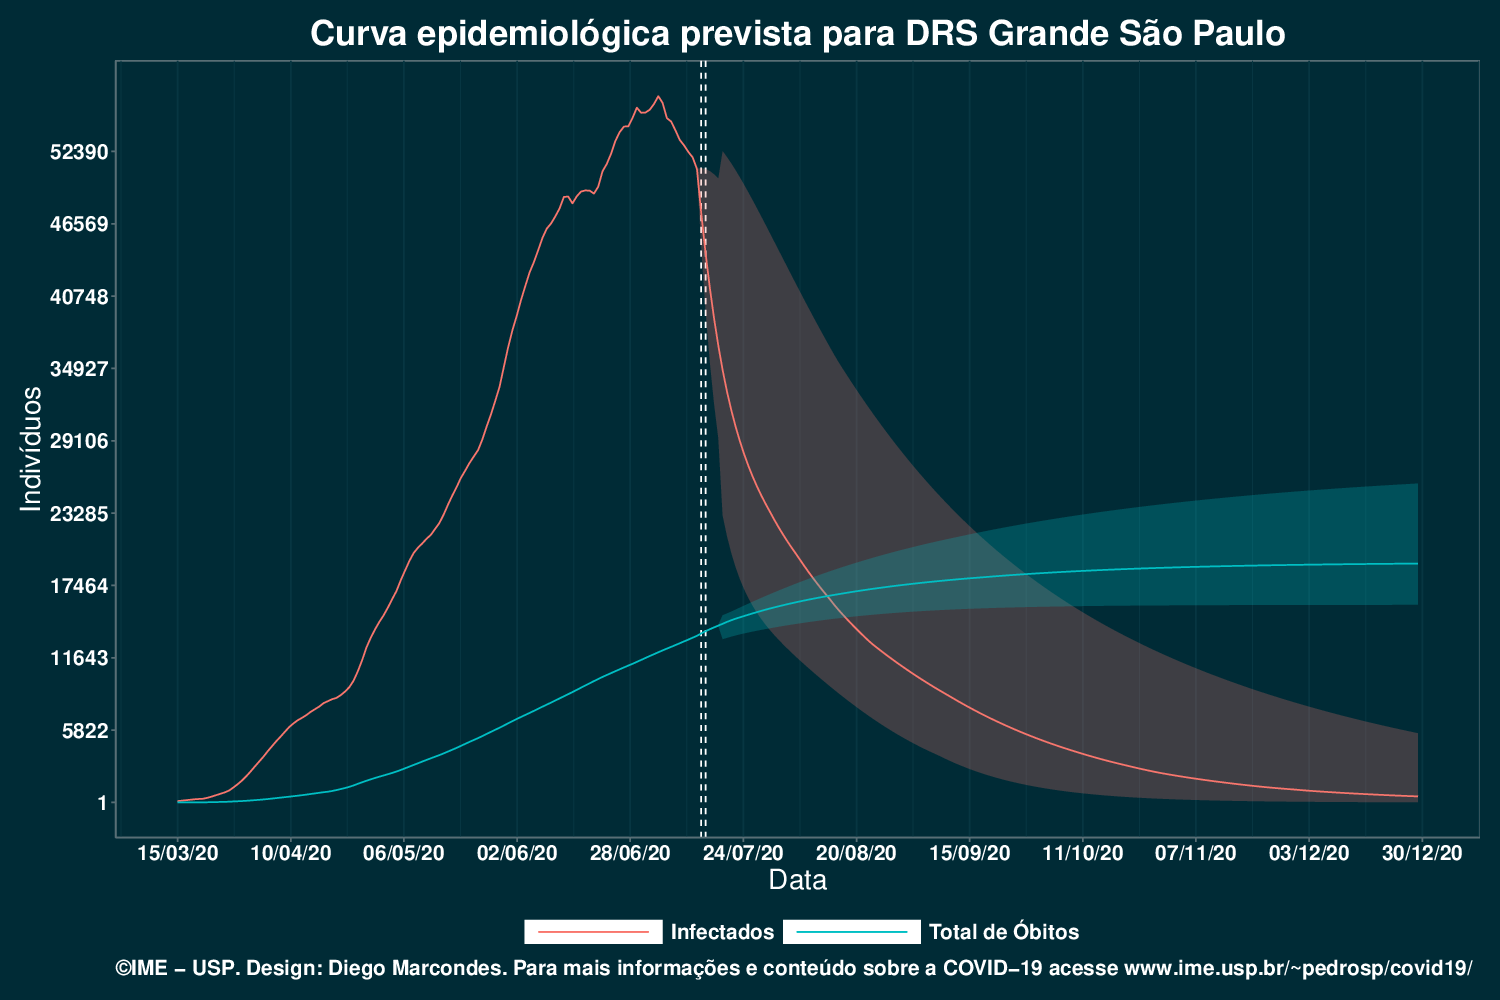 Curva epidemiológica prevista para DRS Grande São Paulo
Indivíduos
52390
46569
40748
34927
29106
23285
17464
11643
5822
1
15/03/20 10/04/20 06/05/20 02/06/20 28/06/20 24/07/20 20/08/20 15/09/20 11/10/20 07/11/20 03/12/20 30/12/20
Data
Infectados Total de Óbitos
©IME − USP. Design: Diego Marcondes. Para mais informações e conteúdo sobre a COVID−19 acesse www.ime.usp.br/~pedrosp/covid19/